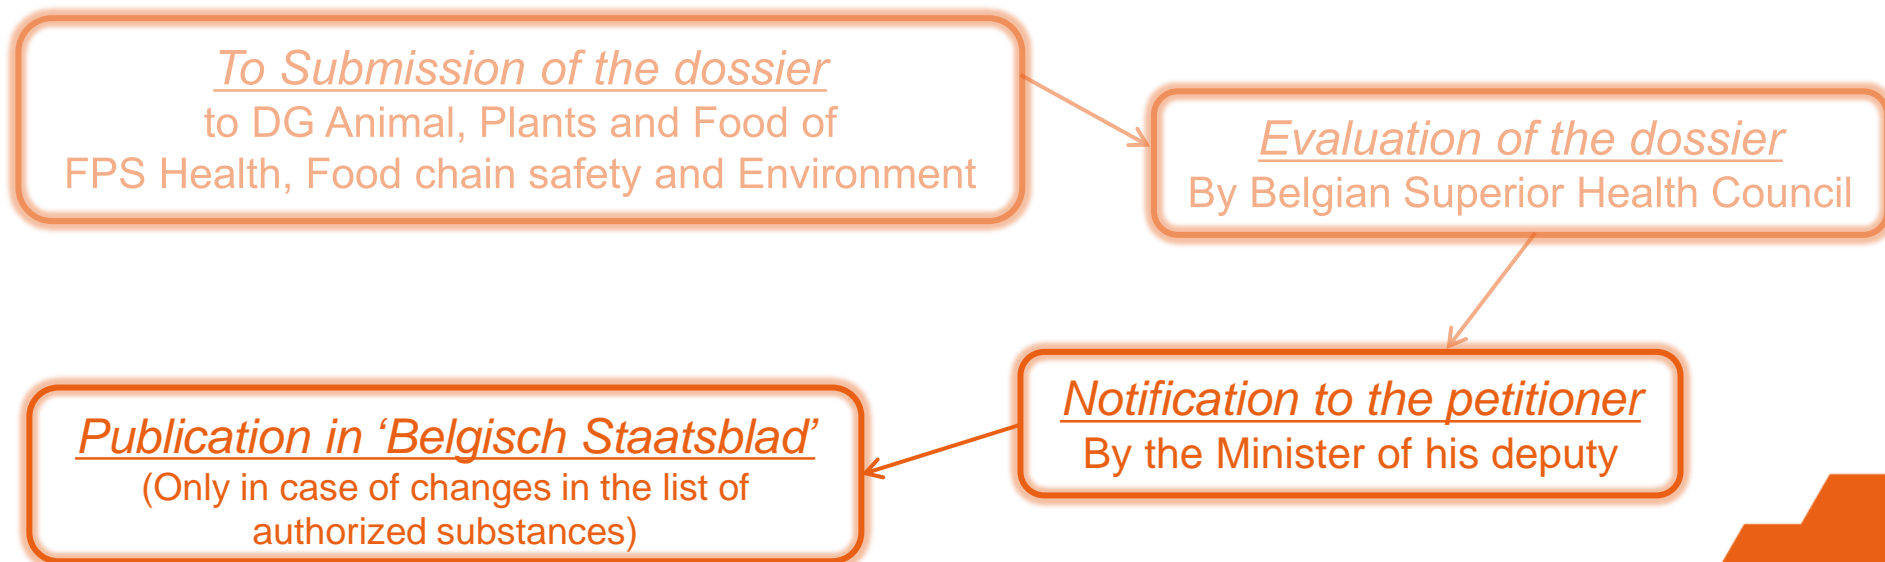 To Submission of the dossier
to DG Animal, Plants and Food of
FPS Health, Food chain safety and Environment
Evaluation of the dossier
By Belgian Superior Health Council
Notification to the petitioner
By the Minister of his deputy
Publication in ‘Belgisch Staatsblad’
(Only in case of changes in the list of
authorized substances)